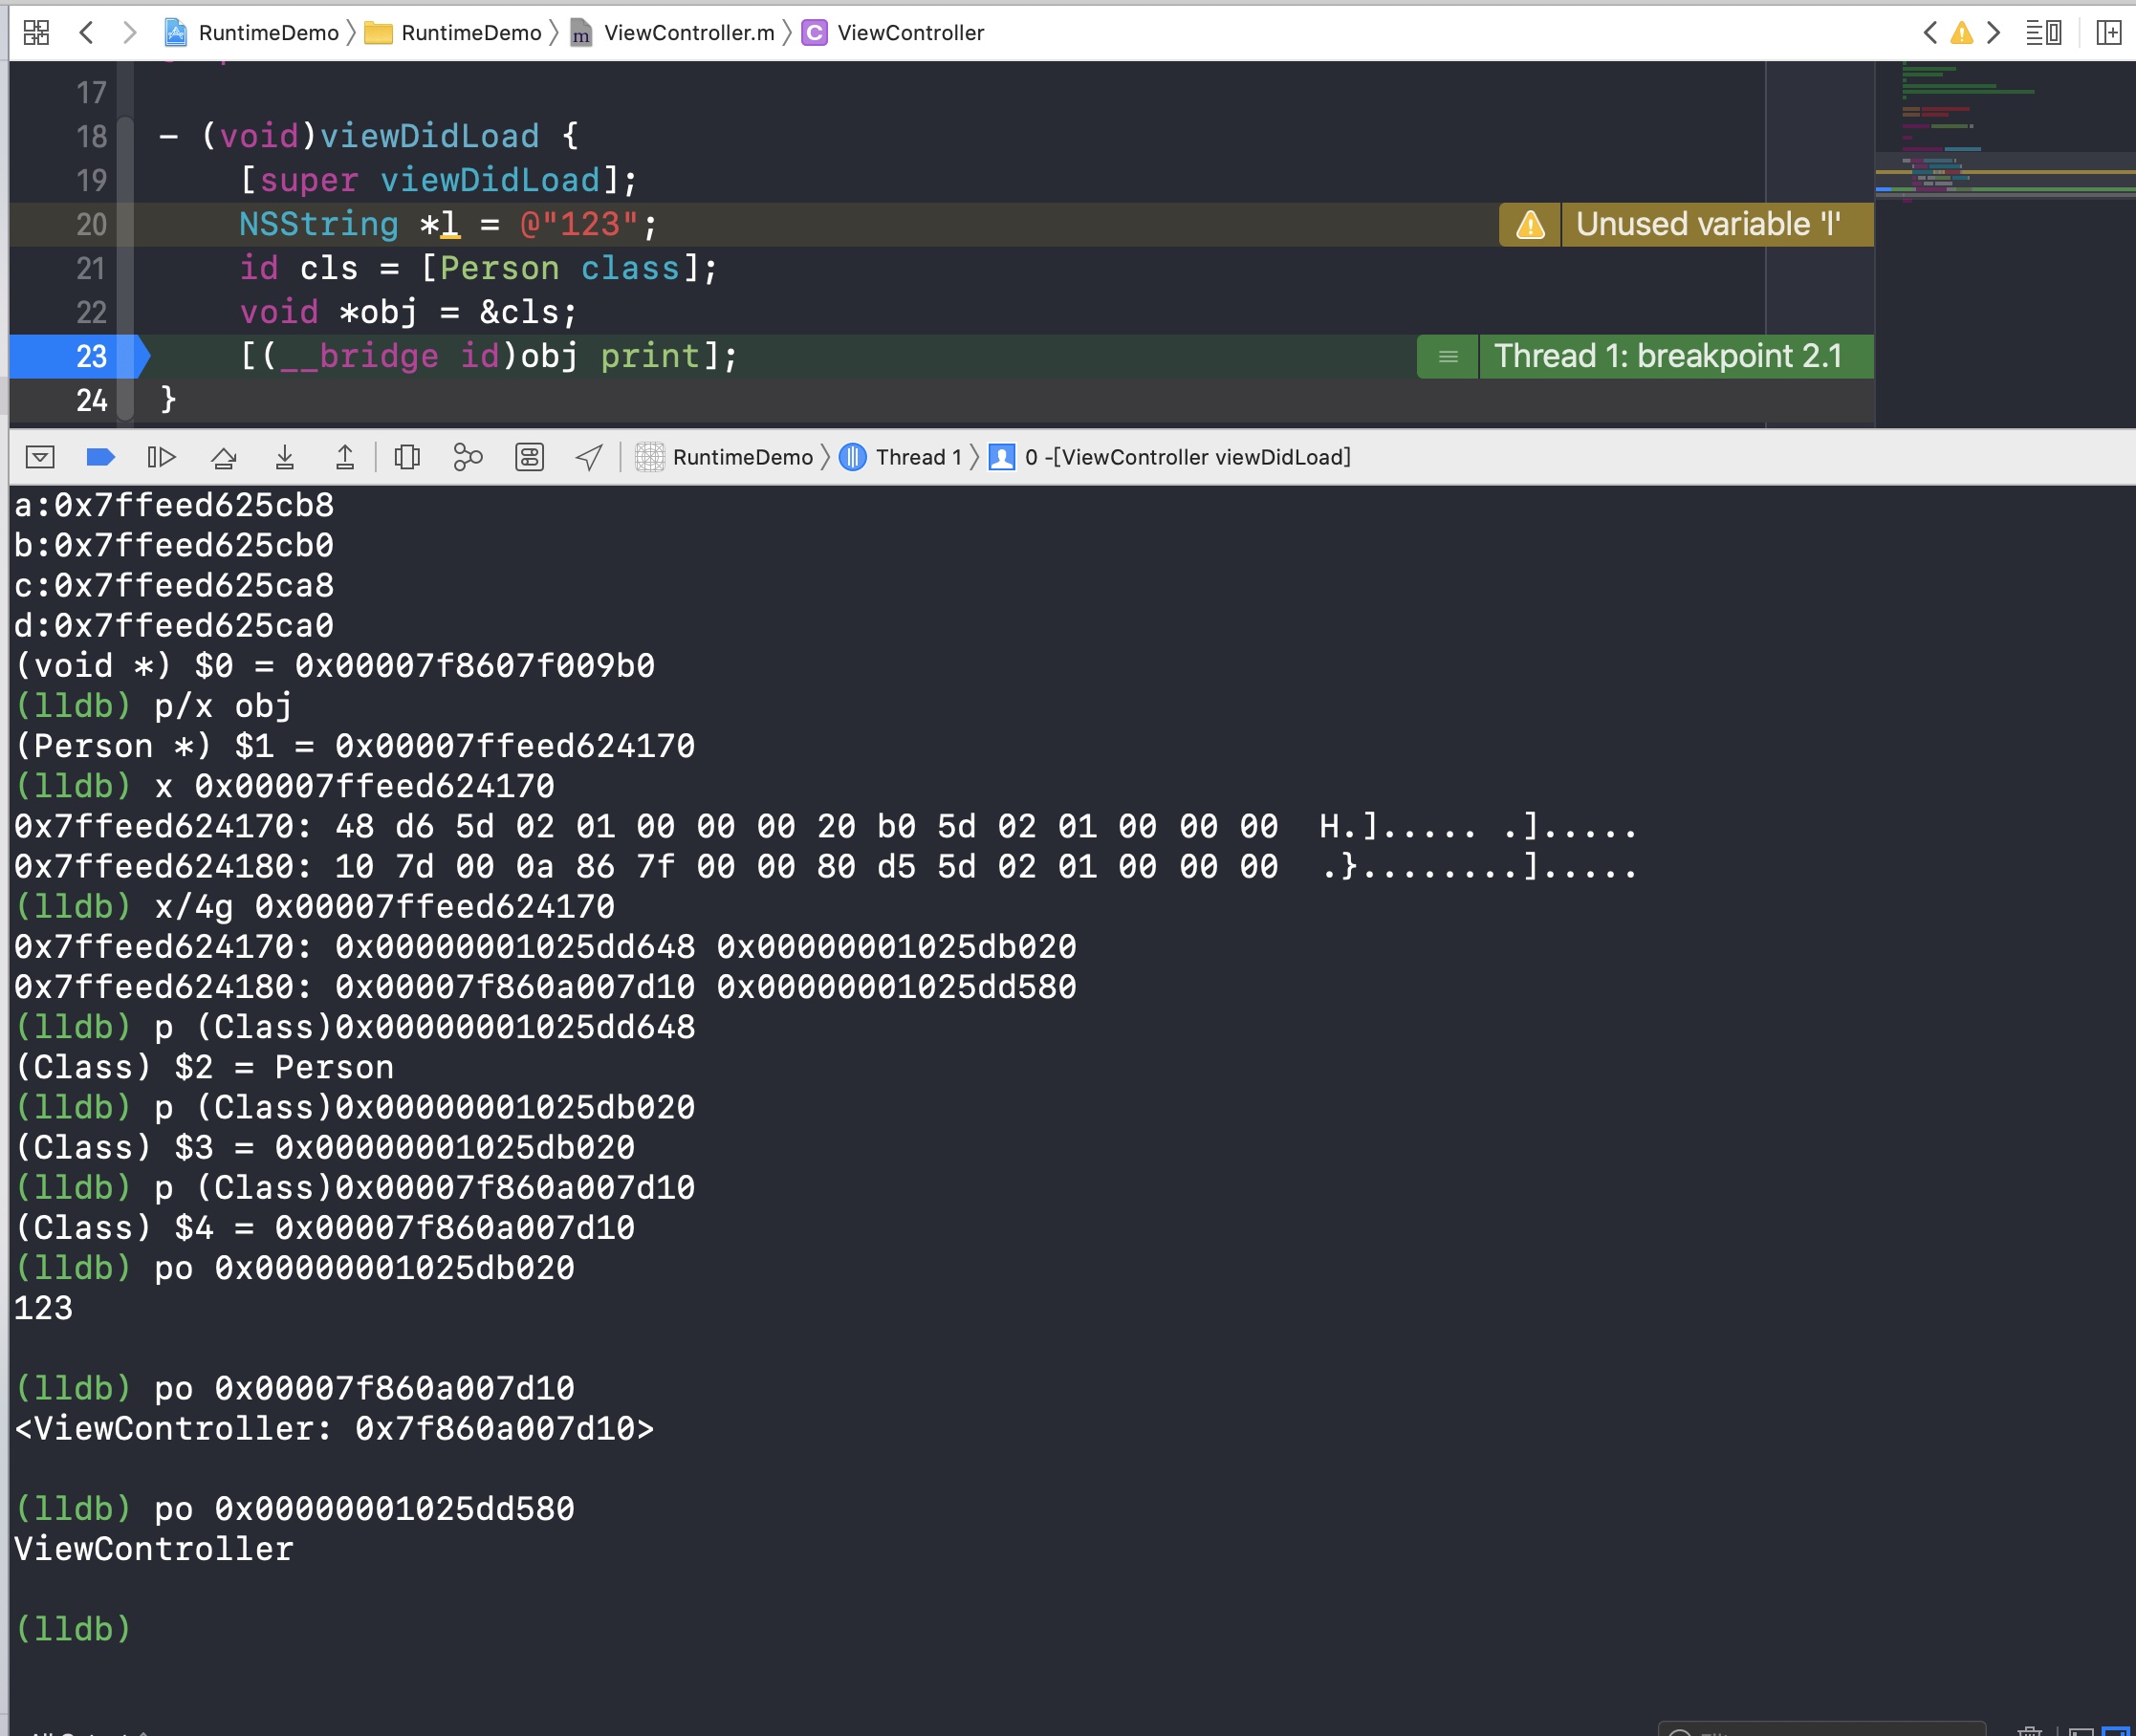 RuntimeDemo RuntimeDemo m ViewController.m C ViewController
17
18 - (void)viewDidLoad {
19 [super viewDidLoad];
20 NSString *l = @"123"; Unused variable 'l'
21 id cls = [Person class];
22 void *obj = &cls;
23 [(__bridge id)obj print]; Thread 1: breakpoint 2.1
24 }
RuntimeDemo Thread 1 0 -[ViewController viewDidLoad]
a:0x7ffeed625cb8
b:0x7ffeed625cb0
c:0x7ffeed625ca8
d:0x7ffeed625ca0
(void *) $0 = 0x00007f8607f009b0
(lldb) p/x obj
(Person *) $1 = 0x00007ffeed624170
(lldb) x 0x00007ffeed624170
0x7ffeed624170: 48 d6 5d 02 01 00 00 00 20 b0 5d 02 01 00 00 00  H.]..... .].....
0x7ffeed624180: 10 7d 00 0a 86 7f 00 00 80 d5 5d 02 01 00 00 00  .}........].....
(lldb) x/4g 0x00007ffeed624170
0x7ffeed624170: 0x00000001025dd648 0x00000001025db020
0x7ffeed624180: 0x00007f860a007d10 0x00000001025dd580
(lldb) p (Class)0x00000001025dd648
(Class) $2 = Person
(lldb) p (Class)0x00000001025db020
(Class) $3 = 0x00000001025db020
(lldb) p (Class)0x00007f860a007d10
(Class) $4 = 0x00007f860a007d10
(lldb) po 0x00000001025db020
123
(lldb) po 0x00007f860a007d10
<ViewController: 0x7f860a007d10>
(lldb) po 0x00000001025dd580
ViewController
(lldb)